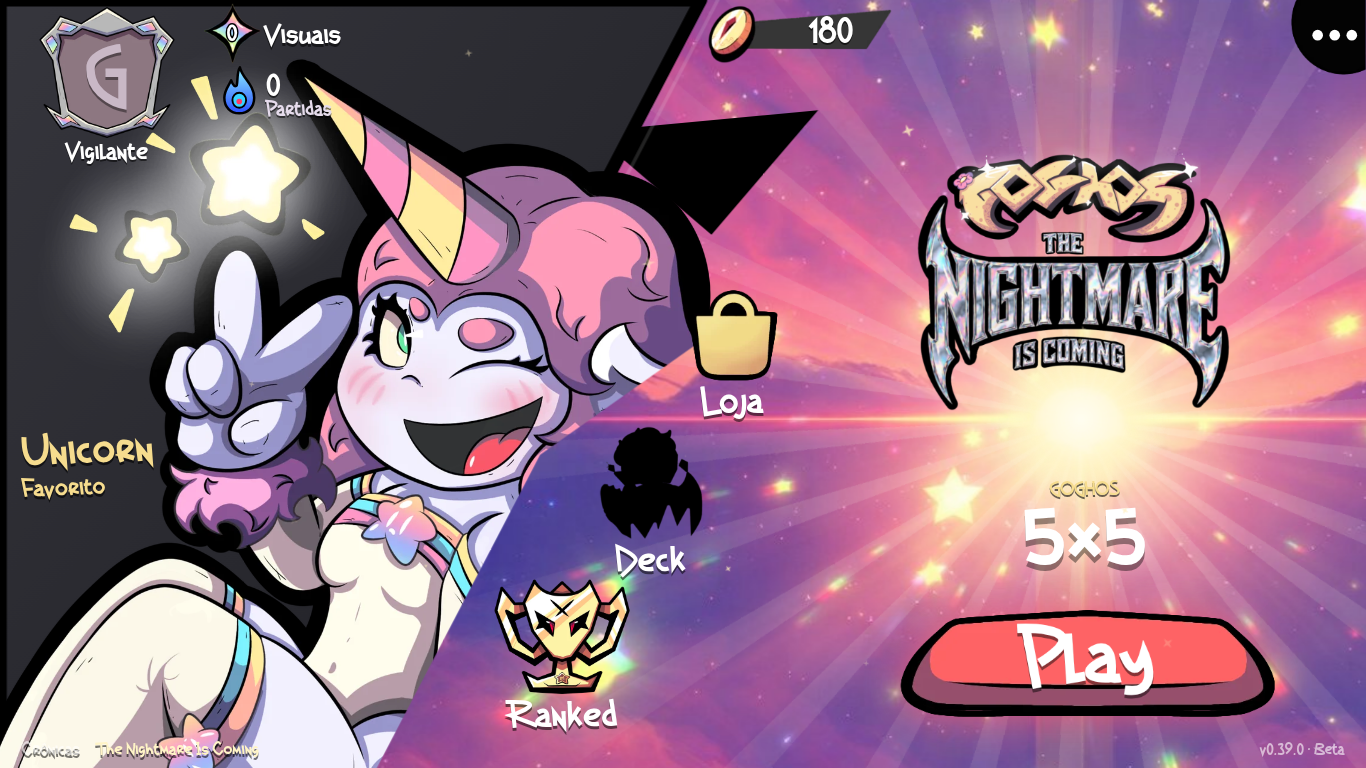 G
0 Visuais
0
Partidas
Vigilante
180
GOGHOS
THE
NIGHTMARE
IS COMING
Loja
Unicorn
Favorito
GOGHOS
5×5
Deck
Play
Ranked
Crônicas The Nightmare Is Coming
v0.39.0 · Beta